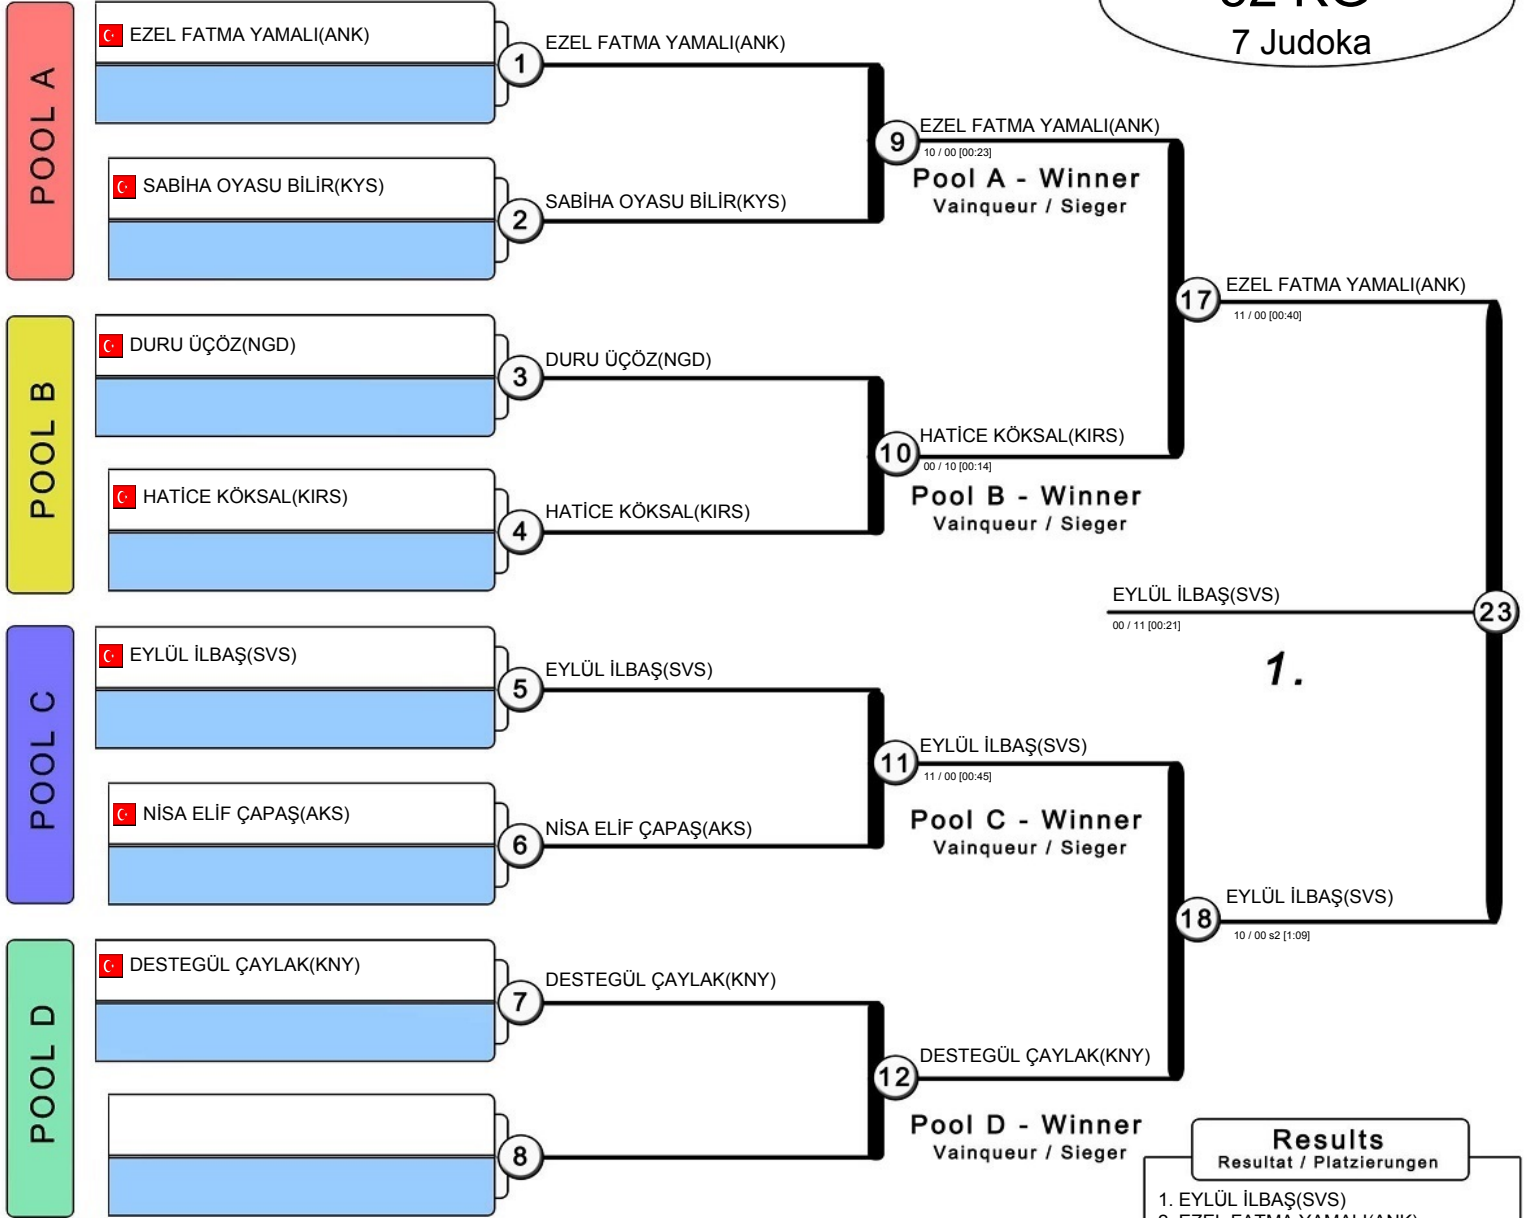 7 Judoka
POOL A
EZEL FATMA YAMALI(ANK)
1
EZEL FATMA YAMALI(ANK)
SABİHA OYASU BİLİR(KYS)
2
SABİHA OYASU BİLİR(KYS)
9
EZEL FATMA YAMALI(ANK)
10 / 00 [00:23]
Pool A - Winner
Vainqueur / Sieger
POOL B
DURU ÜÇÖZ(NGD)
3
DURU ÜÇÖZ(NGD)
HATİCE KÖKSAL(KIRS)
4
HATİCE KÖKSAL(KIRS)
10
HATİCE KÖKSAL(KIRS)
00 / 10 [00:14]
Pool B - Winner
Vainqueur / Sieger
17
EZEL FATMA YAMALI(ANK)
11 / 00 [00:40]
EYLÜL İLBAŞ(SVS)
00 / 11 [00:21]
23
1.
POOL C
EYLÜL İLBAŞ(SVS)
5
EYLÜL İLBAŞ(SVS)
NİSA ELİF ÇAPAŞ(AKS)
6
NİSA ELİF ÇAPAŞ(AKS)
11
EYLÜL İLBAŞ(SVS)
11 / 00 [00:45]
Pool C - Winner
Vainqueur / Sieger
18
EYLÜL İLBAŞ(SVS)
10 / 00 s2 [1:09]
POOL D
DESTEGÜL ÇAYLAK(KNY)
7
DESTEGÜL ÇAYLAK(KNY)
8
12
DESTEGÜL ÇAYLAK(KNY)
Pool D - Winner
Vainqueur / Sieger
Results
Resultat / Platzierungen
1. EYLÜL İLBAŞ(SVS)
2. EZEL FATMA YAMALI(ANK)